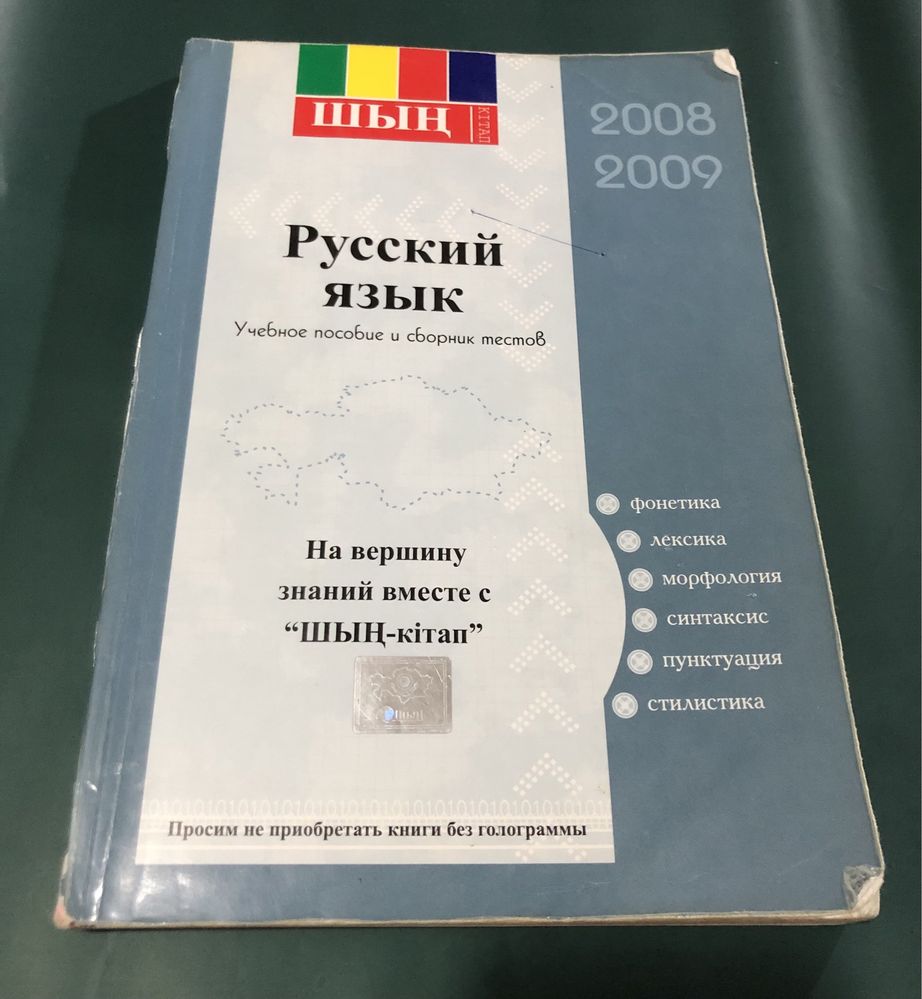 ШЫҢ
КІТАП
2008
2009
Русский
язык
Учебное пособие и сборник тестов
фонетика
лексика
морфология
синтаксис
пунктуация
стилистика
На вершину
знаний вместе с
“ШЫҢ-кітап”
ШЫҢ
Просим не приобретать книги без голограммы